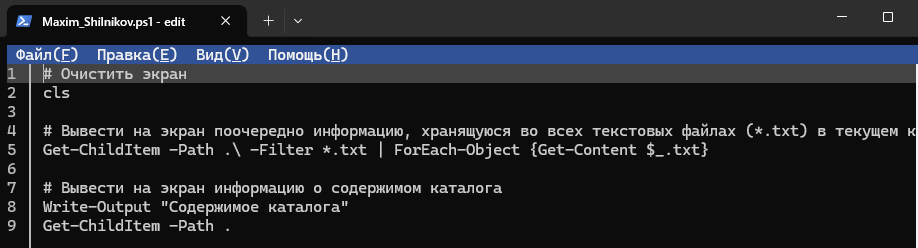 Maxim_Shilnikov.ps1 - edit
Файл(F) Правка(E) Вид(V) Помощь(H)
1 # Очистить экран
2 cls
3
4 # Вывести на экран поочередно информацию, хранящуюся во всех текстовых файлах (*.txt) в текущем к
5 Get-ChildItem -Path .\ -Filter *.txt | ForEach-Object {Get-Content $_.txt}
6
7 # Вывести на экран информацию о содержимом каталога
8 Write-Output "Содержимое каталога"
9 Get-ChildItem -Path .